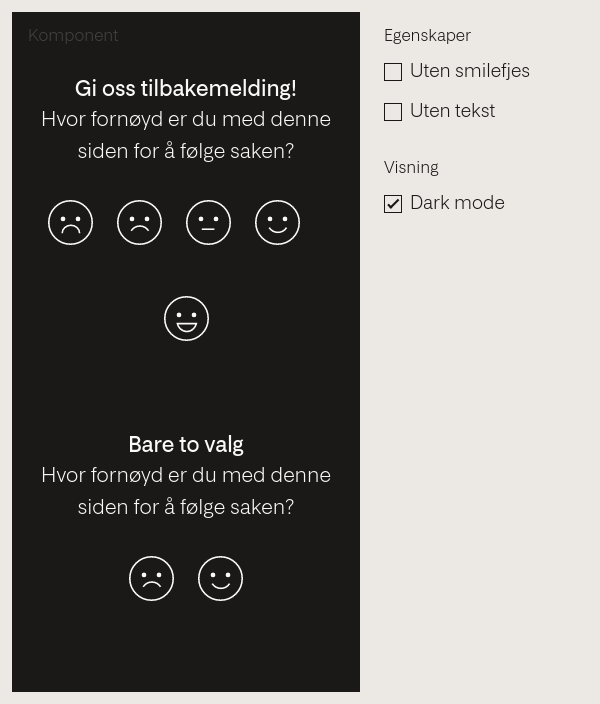 Komponent
Gi oss tilbakemelding!
Hvor fornøyd er du med denne
siden for å følge saken?
Bare to valg
Hvor fornøyd er du med denne
siden for å følge saken?
Egenskaper
Uten smilefjes
Uten tekst
Visning
Dark mode